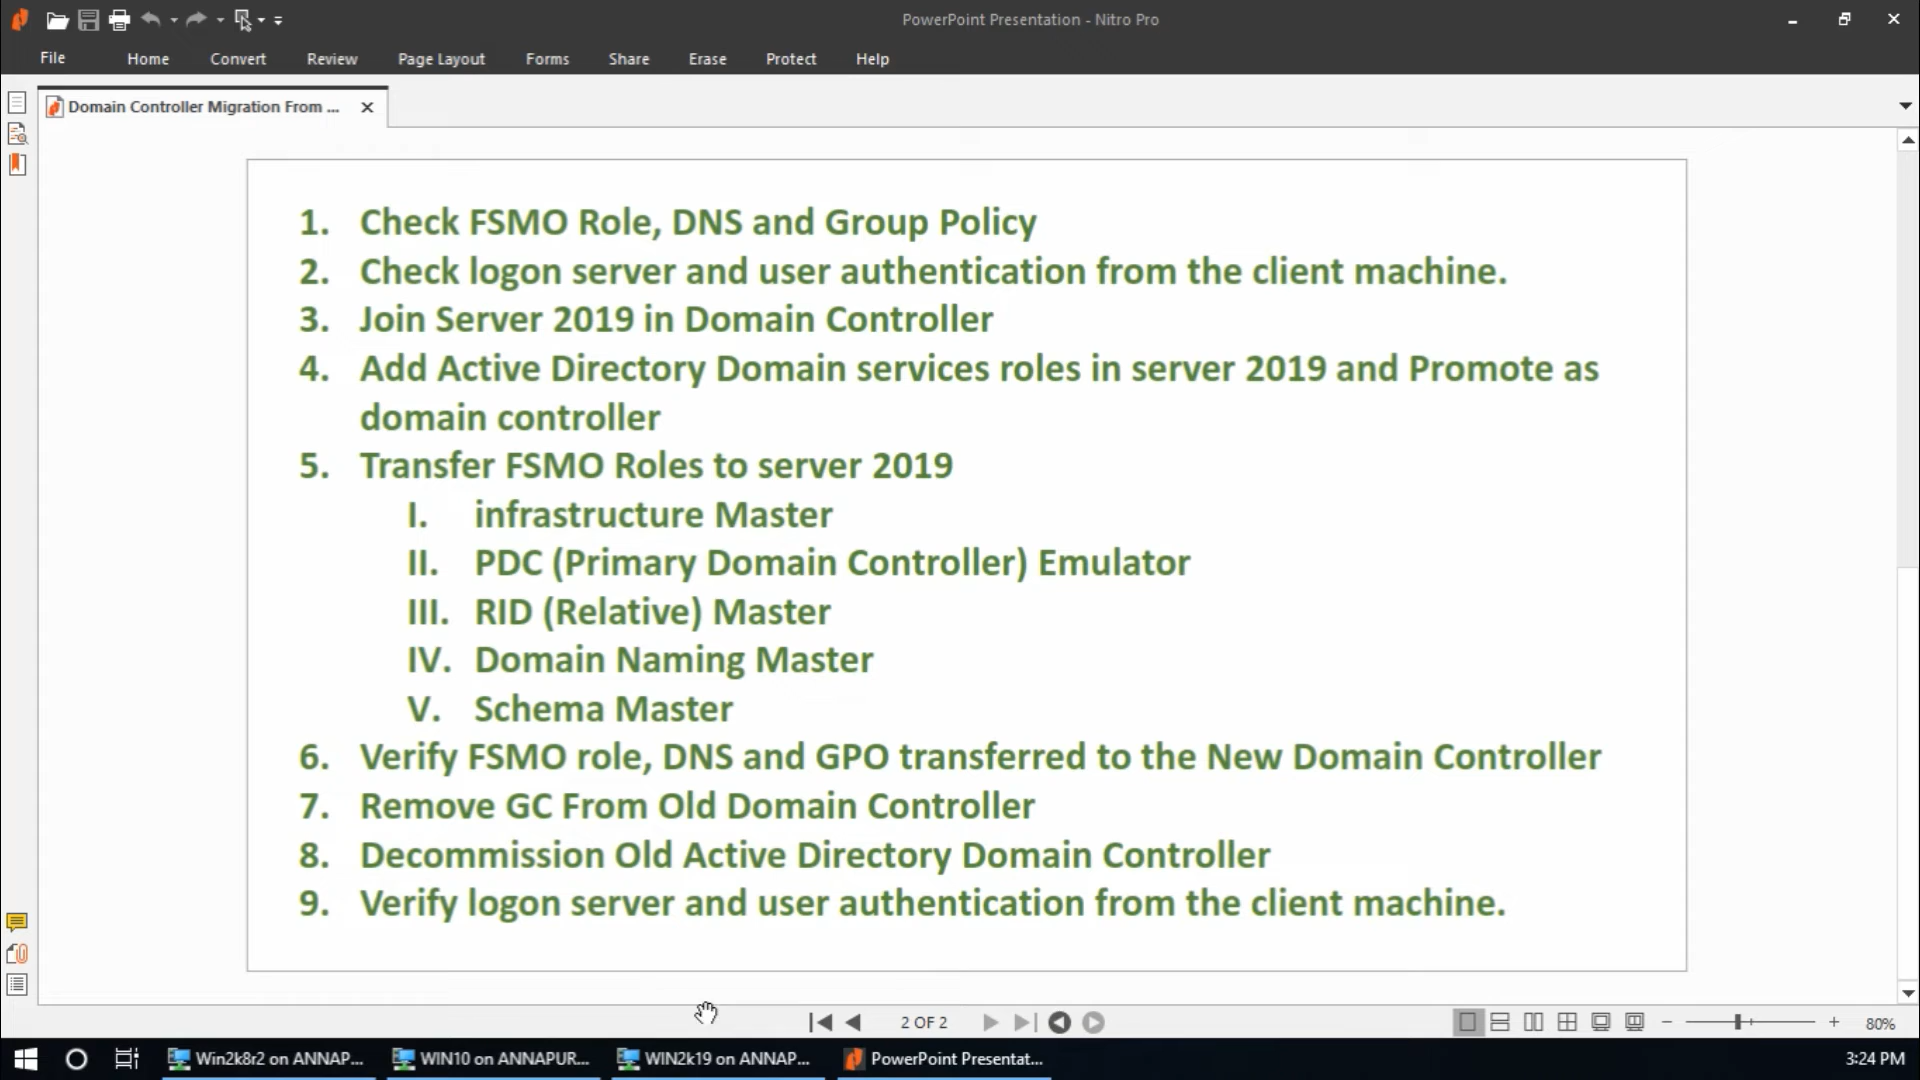 PowerPoint Presentation - Nitro Pro
File Home Convert Review Page Layout Forms Share Erase Protect Help
Domain Controller Migration From ...
1. Check FSMO Role, DNS and Group Policy
2. Check logon server and user authentication from the client machine.
3. Join Server 2019 in Domain Controller
4. Add Active Directory Domain services roles in server 2019 and Promote as
domain controller
5. Transfer FSMO Roles to server 2019
I. infrastructure Master
II. PDC (Primary Domain Controller) Emulator
III. RID (Relative) Master
IV. Domain Naming Master
V. Schema Master
6. Verify FSMO role, DNS and GPO transferred to the New Domain Controller
7. Remove GC From Old Domain Controller
8. Decommission Old Active Directory Domain Controller
9. Verify logon server and user authentication from the client machine.
2 OF 2
80%
Win2k8r2 on ANNAP... WIN10 on ANNAPUR... WIN2k19 on ANNAP... PowerPoint Presentat... 3:24 PM